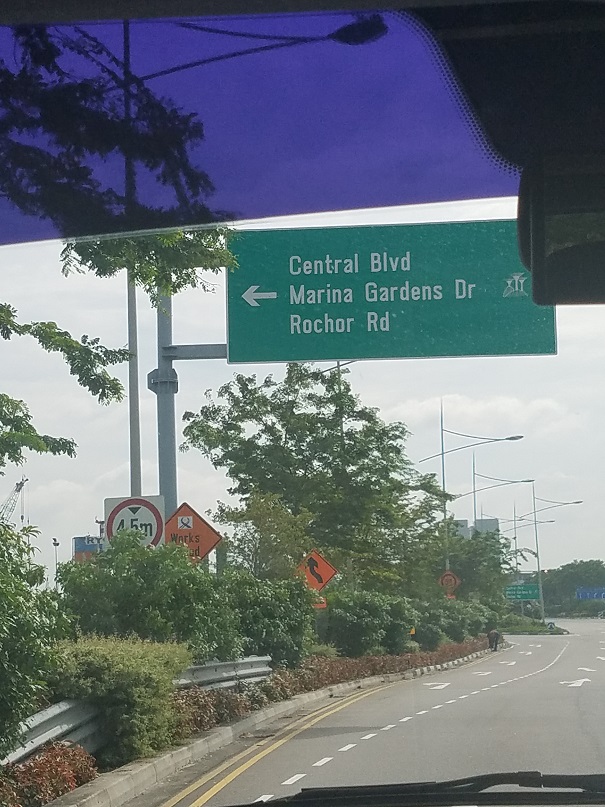 Central Blvd
Marina Gardens Dr
Rochor Rd
4.5m
Works